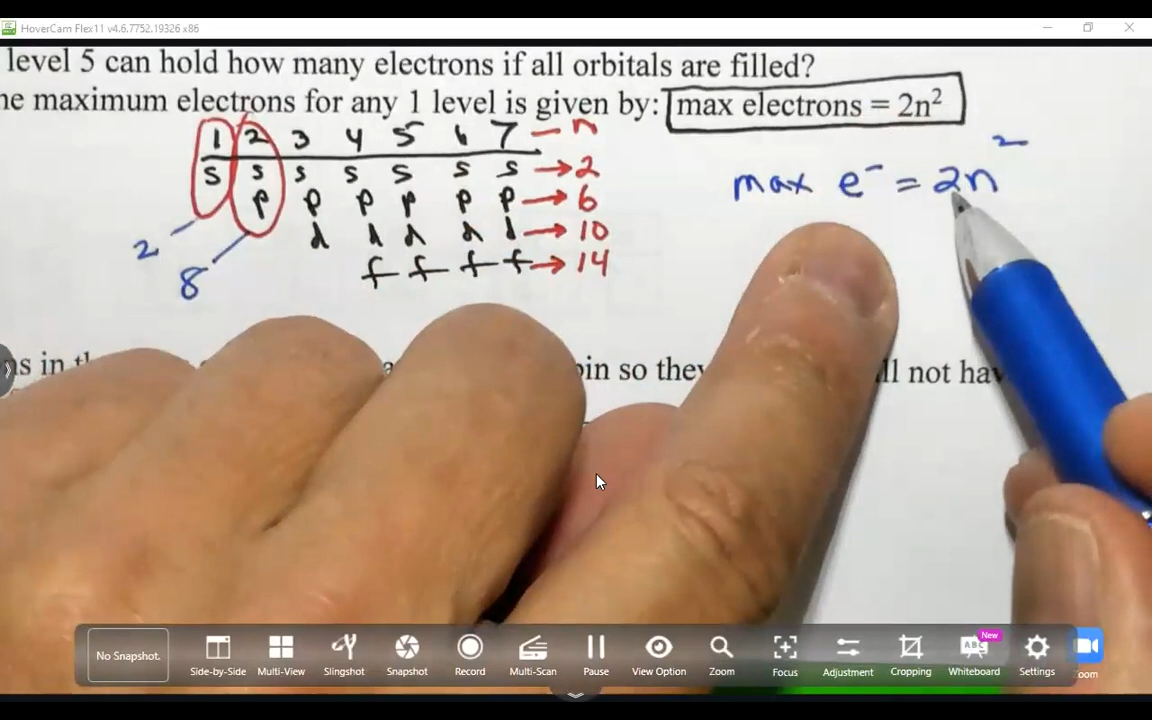 HoverCam Flex11 v4.6.7752.19326 x86
level 5 can hold how many electrons if all orbitals are filled?
he maximum electrons for any 1 level is given by: max electrons = 2n²
1 2 3 4 5 6 7 – n
s s s s s s s → 2
p p p p p p → 6
d d d d d → 10
f f f f → 14
2
8
max e⁻ = 2n²
ns in
pin so they
ll not hav
No Snapshot.
Side-by-Side Multi-View Slingshot Snapshot Record Multi-Scan Pause View Option Zoom Focus Adjustment Cropping Whiteboard Settings Zoom
New
ABC